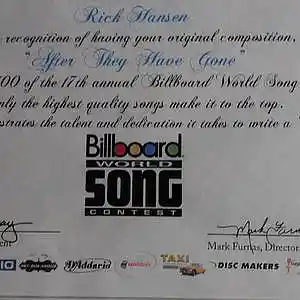 Rick Hansen
recognition of having your original composition,
"After They Have Gone"
500 of the 17th annual Billboard World Song
only the highest quality songs make it to the top.
strates the talent and dedication it takes to write a "
Billboard
WORLD
SONG
CONTEST
Mark Furnas, Director
D'Addario
TAXI
DISC MAKERS